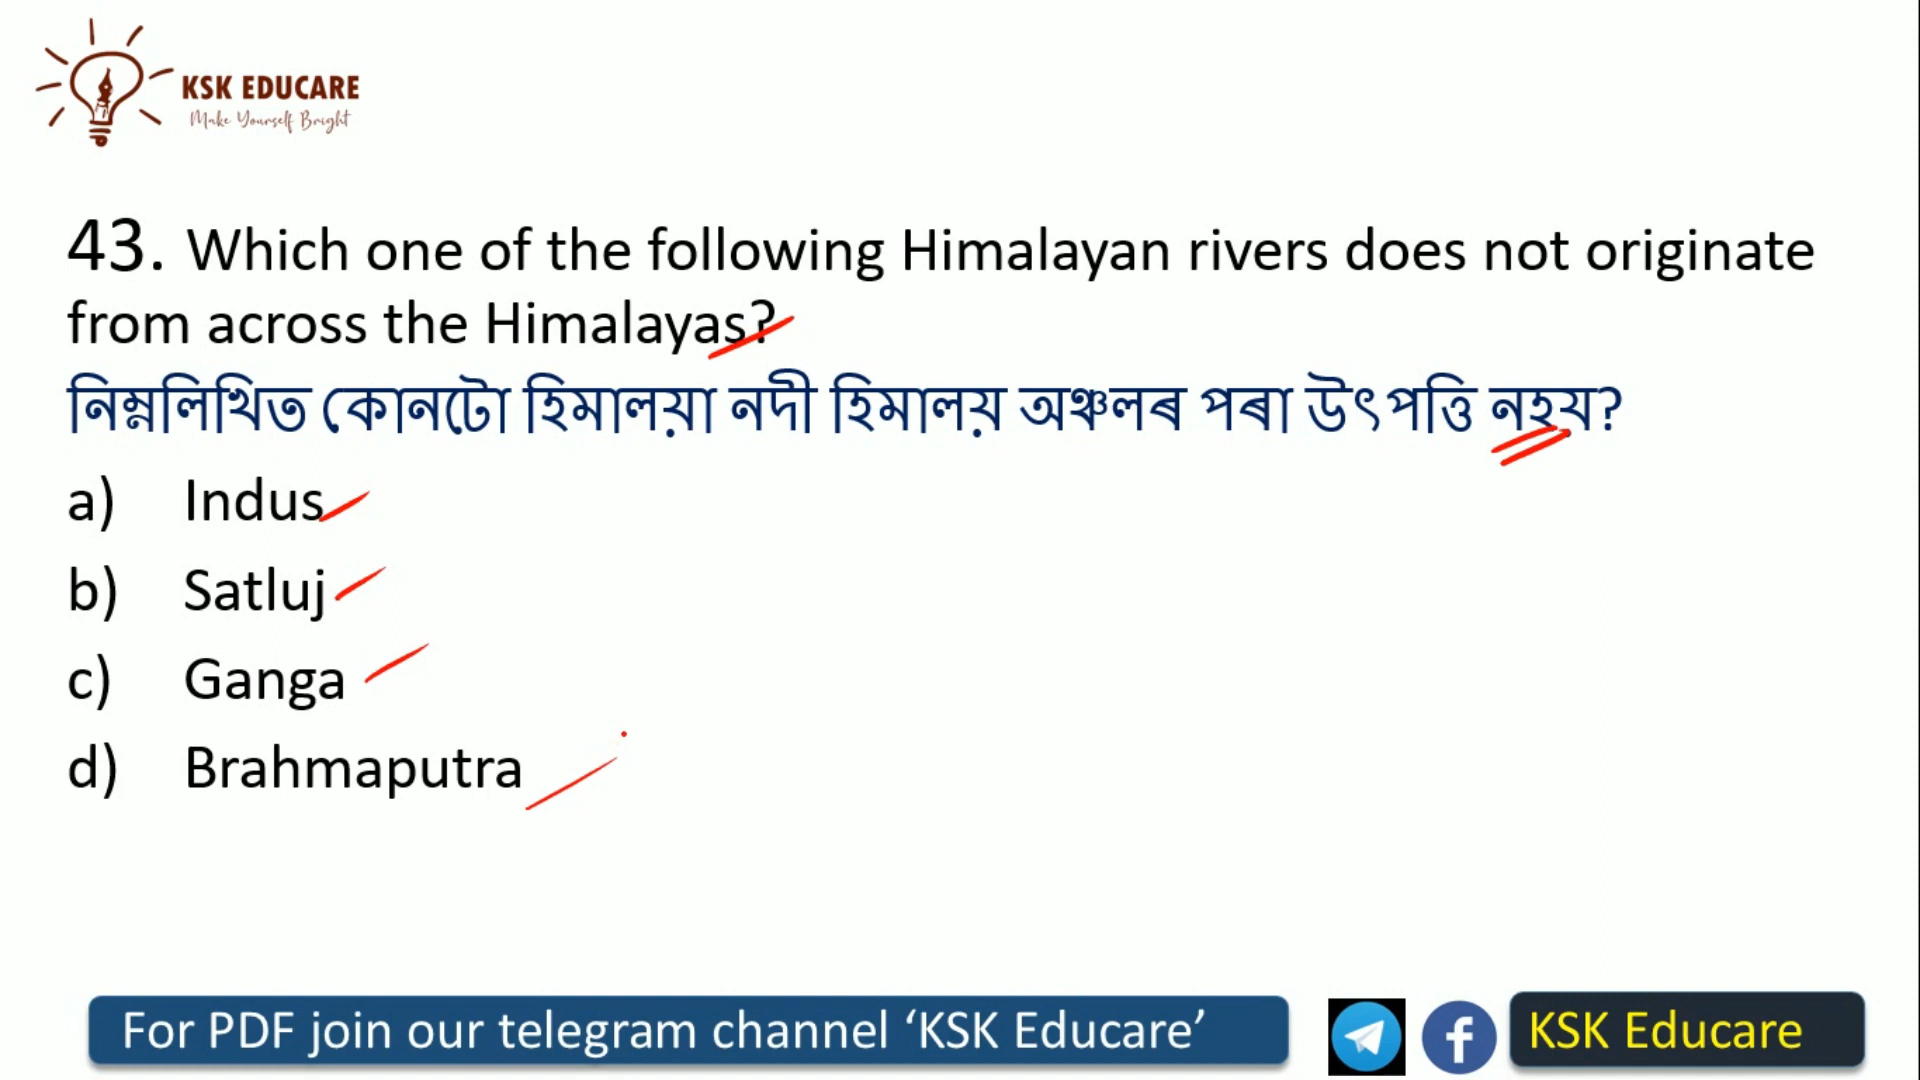 KSK EDUCARE
Make Yourself Bright
43. Which one of the following Himalayan rivers does not originate
from across the Himalayas?
নিম্নলিখিত কোনটো হিমালয়া নদী হিমালয় অঞ্চলৰ পৰা উৎপত্তি নহয?
a) Indus
b) Satluj
c) Ganga
d) Brahmaputra
For PDF join our telegram channel ‘KSK Educare’
KSK Educare